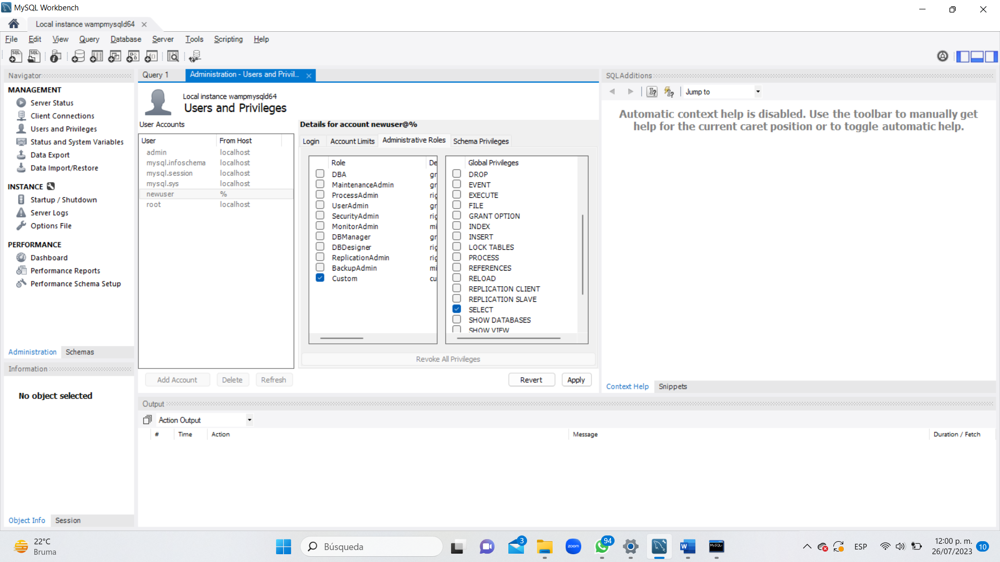 MySQL Workbench
Local instance wampmysqld64
File Edit View Query Database Server Tools Scripting Help
Navigator
MANAGEMENT
Server Status
Client Connections
Users and Privileges
Status and System Variables
Data Export
Data Import/Restore
INSTANCE
Startup / Shutdown
Server Logs
Options File
PERFORMANCE
Dashboard
Performance Reports
Performance Schema Setup
Administration Schemas
Information
No object selected
Object Info Session
Query 1 Administration - Users and Privil...
Local instance wampmysqld64
Users and Privileges
User Accounts
User From Host
admin localhost
mysql.infoschema localhost
mysql.session localhost
mysql.sys localhost
newuser %
root localhost
Add Account Delete Refresh
Details for account newuser@%
Login Account Limits Administrative Roles Schema Privileges
Role De
DBA gr
MaintenanceAdmin gr
ProcessAdmin rig
UserAdmin gr
SecurityAdmin rig
MonitorAdmin mi
DBManager gr
DBDesigner rig
ReplicationAdmin rig
BackupAdmin mi
Custom cu
Global Privileges
DROP
EVENT
EXECUTE
FILE
GRANT OPTION
INDEX
INSERT
LOCK TABLES
PROCESS
REFERENCES
RELOAD
REPLICATION CLIENT
REPLICATION SLAVE
SELECT
SHOW DATABASES
SHOW VIEW
Revoke All Privileges
Revert Apply
SQLAdditions
Jump to
Automatic context help is disabled. Use the toolbar to manually get
help for the current caret position or to toggle automatic help.
Context Help Snippets
Output
Action Output
# Time Action Message Duration / Fetch
22°C
Bruma
Búsqueda
3
zoom
94
W
MySQL
ESP
12:00 p. m.
26/07/2023
10